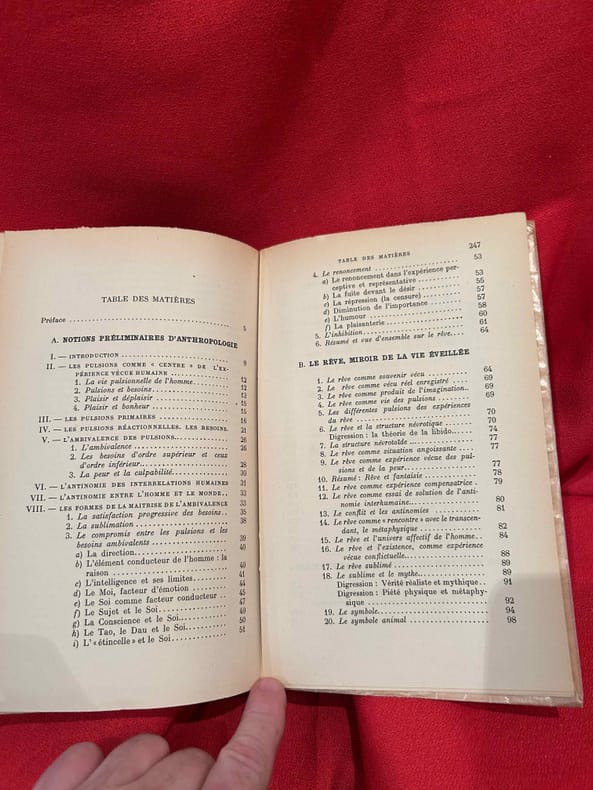 TABLE DES MATIÈRES
Préface ........ 5
A. NOTIONS PRÉLIMINAIRES D'ANTHROPOLOGIE
I. — INTRODUCTION ........ 9
II. — LES PULSIONS COMME « CENTRE » DE L'EX-
PÉRIENCE VÉCUE HUMAINE ........ 12
1. La vie pulsionnelle de l'homme ........ 12
2. Pulsions et besoins ........ 13
3. Plaisir et déplaisir ........
4. Plaisir et bonheur ........ 15
III. — LES PULSIONS PRIMAIRES ........ 16
IV. — LES PULSIONS RÉACTIONNELLES. LES BESOINS. 21
V. — L'AMBIVALENCE DES PULSIONS ........ 26
1. L'ambivalence ........ 26
2. Les besoins d'ordre supérieur et ceux
d'ordre inférieur ........ 28
3. La peur et la culpabilité ........ 30
VI. — L'ANTINOMIE DES INTERRELATIONS HUMAINES 31
VII. — L'ANTINOMIE ENTRE L'HOMME ET LE MONDE .. 33
VIII. — LES FORMES DE LA MAITRISE DE L'AMBIVALENCE 33
1. La satisfaction progressive des besoins .. 35
2. La sublimation ........ 38
3. Le compromis entre les pulsions et les
besoins ambivalents ........ 39
a) La direction ........ 40
b) L'élément conducteur de l'homme : la
raison ........ 40
c) L'intelligence et ses limites ........ 41
d) Le Moi, facteur d'émotion ........ 44
e) Le Soi comme facteur conducteur .. 45
f) Le Sujet et le Soi ........ 47
g) La Conscience et le Soi ........ 49
h) Le Tao, le Dau et le Soi ........ 50
i) L'« étincelle » et le Soi ........ 51
TABLE DES MATIÈRES 247
4. Le renoncement ........ 53
a) Le renoncement dans l'expérience per-
ceptive et représentative ........ 53
b) La fuite devant le désir ........ 55
c) La répression (la censure) ........ 57
d) Diminution de l'importance ........ 57
e) L'humour ........ 58
f) La plaisanterie ........ 60
5. L'inhibition ........ 61
6. Résumé et vue d'ensemble sur le rêve .... 64
B. LE RÊVE, MIROIR DE LA VIE ÉVEILLÉE
1. Le rêve comme souvenir vécu ........ 64
2. Le rêve comme vécu réel enregistré ........ 69
3. Le rêve comme produit de l'imagination .. 69
4. Le rêve comme vie des pulsions ........ 69
5. Les différentes pulsions des expériences
du rêve ........ 70
6. Le rêve et la structure névrotique ........ 70
Digression : la théorie de la libido ..... 74
7. La structure névrotoïde ........ 77
8. Le rêve comme situation angoissante ....
9. Le rêve comme expérience vécue des pul-
sions et de la peur ........ 77
10. Résumé : Rêve et fantaisie ........ 78
11. Le rêve comme expérience compensatrice . 79
12. Le rêve comme essai de solution de l'anti-
nomie interhumaine ........ 80
13. Le conflit et les antinomies ........ 81
14. Le rêve comme « rencontre » avec le transcen-
dant, le métaphysique ........ 82
15. Le rêve et l'univers affectif de l'homme .. 84
16. Le rêve et l'existence, comme expérience
vécue conflictuelle ........ 88
17. Le rêve sublimé ........ 89
18. Le sublime et le mythe ........ 89
Digression : Vérité réaliste et mythique .. 91
Digression : Piété physique et métaphy-
sique ........ 92
19. Le symbole ........ 94
20. Le symbole animal ........ 98